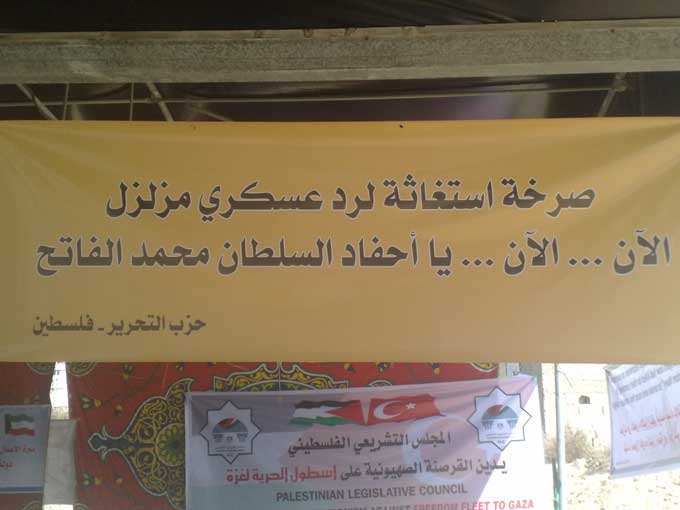 صرخة استغاثة لرد عسكري مزلزل
الآن ... الآن ... يا أحفاد السلطان محمد الفاتح
حزب التحرير - فلسطين
المجلس التشريعي الفلسطيني
يدين القرصنة الصهيونية على أسطول الحرية لغزة
PALESTINIAN LEGISLATIVE COUNCIL
AGAINST FREEDOM FLEET TO GAZA